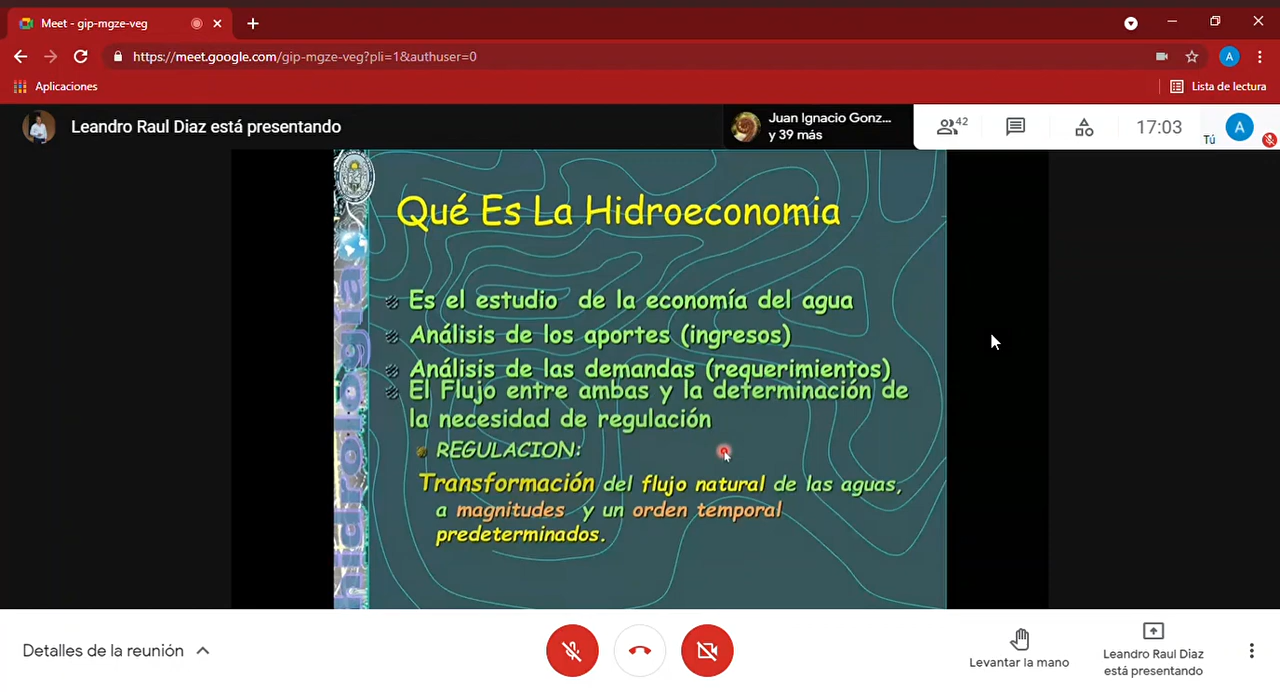 Meet - gip-mgze-veg
https://meet.google.com/gip-mgze-veg?pli=1&authuser=0
A
Aplicaciones
Lista de lectura
Leandro Raul Diaz está presentando
Juan Ignacio Gonz...
y 39 más
42
17:03
Tú
A
Qué Es La Hidroeconomia
Es el estudio de la economía del agua
Análisis de los aportes (ingresos)
Análisis de las demandas (requerimientos)
El Flujo entre ambas y la determinación de
la necesidad de regulación
REGULACION:
Transformación del flujo natural de las aguas,
a magnitudes y un orden temporal
predeterminados.
Detalles de la reunión
Levantar la mano
Leandro Raul Diaz
está presentando